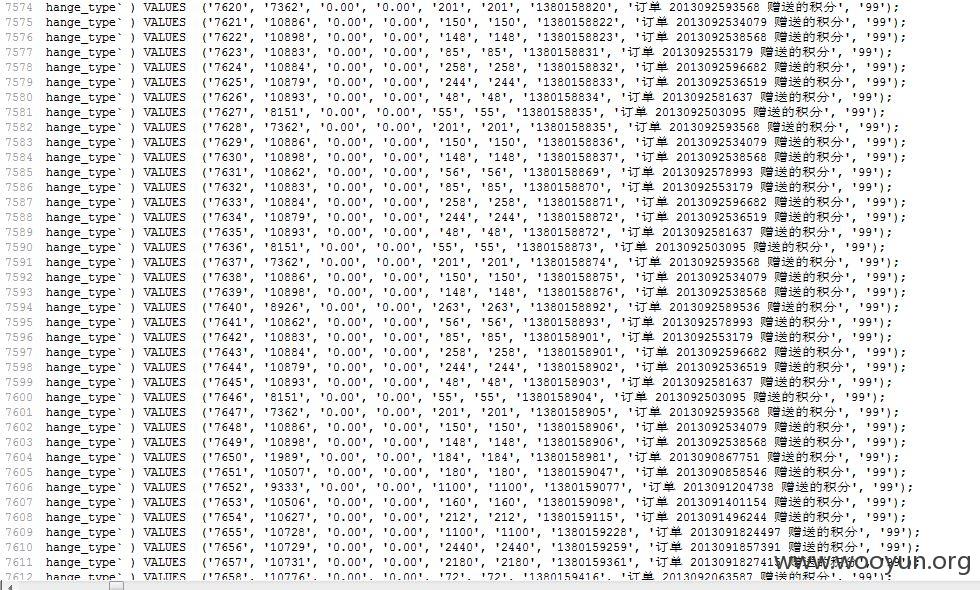 7574 hange_type` ) VALUES ('7620', '7362', '0.00', '0.00', '201', '201', '1380158820', '订单 2013092593568 赠送的积分', '99');
7575 hange_type` ) VALUES ('7621', '10886', '0.00', '0.00', '150', '150', '1380158822', '订单 2013092534079 赠送的积分', '99');
7576 hange_type` ) VALUES ('7622', '10898', '0.00', '0.00', '148', '148', '1380158823', '订单 2013092538568 赠送的积分', '99');
7577 hange_type` ) VALUES ('7623', '10883', '0.00', '0.00', '85', '85', '1380158831', '订单 2013092553179 赠送的积分', '99');
7578 hange_type` ) VALUES ('7624', '10884', '0.00', '0.00', '258', '258', '1380158832', '订单 2013092596682 赠送的积分', '99');
7579 hange_type` ) VALUES ('7625', '10879', '0.00', '0.00', '244', '244', '1380158833', '订单 2013092536519 赠送的积分', '99');
7580 hange_type` ) VALUES ('7626', '10893', '0.00', '0.00', '48', '48', '1380158834', '订单 2013092581637 赠送的积分', '99');
7581 hange_type` ) VALUES ('7627', '8151', '0.00', '0.00', '55', '55', '1380158835', '订单 2013092503095 赠送的积分', '99');
7582 hange_type` ) VALUES ('7628', '7362', '0.00', '0.00', '201', '201', '1380158835', '订单 2013092593568 赠送的积分', '99');
7583 hange_type` ) VALUES ('7629', '10886', '0.00', '0.00', '150', '150', '1380158836', '订单 2013092534079 赠送的积分', '99');
7584 hange_type` ) VALUES ('7630', '10898', '0.00', '0.00', '148', '148', '1380158837', '订单 2013092538568 赠送的积分', '99');
7585 hange_type` ) VALUES ('7631', '10862', '0.00', '0.00', '56', '56', '1380158869', '订单 2013092578993 赠送的积分', '99');
7586 hange_type` ) VALUES ('7632', '10883', '0.00', '0.00', '85', '85', '1380158870', '订单 2013092553179 赠送的积分', '99');
7587 hange_type` ) VALUES ('7633', '10884', '0.00', '0.00', '258', '258', '1380158871', '订单 2013092596682 赠送的积分', '99');
7588 hange_type` ) VALUES ('7634', '10879', '0.00', '0.00', '244', '244', '1380158872', '订单 2013092536519 赠送的积分', '99');
7589 hange_type` ) VALUES ('7635', '10893', '0.00', '0.00', '48', '48', '1380158872', '订单 2013092581637 赠送的积分', '99');
7590 hange_type` ) VALUES ('7636', '8151', '0.00', '0.00', '55', '55', '1380158873', '订单 2013092503095 赠送的积分', '99');
7591 hange_type` ) VALUES ('7637', '7362', '0.00', '0.00', '201', '201', '1380158874', '订单 2013092593568 赠送的积分', '99');
7592 hange_type` ) VALUES ('7638', '10886', '0.00', '0.00', '150', '150', '1380158875', '订单 2013092534079 赠送的积分', '99');
7593 hange_type` ) VALUES ('7639', '10898', '0.00', '0.00', '148', '148', '1380158876', '订单 2013092538568 赠送的积分', '99');
7594 hange_type` ) VALUES ('7640', '8926', '0.00', '0.00', '263', '263', '1380158892', '订单 2013092589536 赠送的积分', '99');
7595 hange_type` ) VALUES ('7641', '10862', '0.00', '0.00', '56', '56', '1380158893', '订单 2013092578993 赠送的积分', '99');
7596 hange_type` ) VALUES ('7642', '10883', '0.00', '0.00', '85', '85', '1380158901', '订单 2013092553179 赠送的积分', '99');
7597 hange_type` ) VALUES ('7643', '10884', '0.00', '0.00', '258', '258', '1380158901', '订单 2013092596682 赠送的积分', '99');
7598 hange_type` ) VALUES ('7644', '10879', '0.00', '0.00', '244', '244', '1380158902', '订单 2013092536519 赠送的积分', '99');
7599 hange_type` ) VALUES ('7645', '10893', '0.00', '0.00', '48', '48', '1380158903', '订单 2013092581637 赠送的积分', '99');
7600 hange_type` ) VALUES ('7646', '8151', '0.00', '0.00', '55', '55', '1380158904', '订单 2013092503095 赠送的积分', '99');
7601 hange_type` ) VALUES ('7647', '7362', '0.00', '0.00', '201', '201', '1380158905', '订单 2013092593568 赠送的积分', '99');
7602 hange_type` ) VALUES ('7648', '10886', '0.00', '0.00', '150', '150', '1380158906', '订单 2013092534079 赠送的积分', '99');
7603 hange_type` ) VALUES ('7649', '10898', '0.00', '0.00', '148', '148', '1380158906', '订单 2013092538568 赠送的积分', '99');
7604 hange_type` ) VALUES ('7650', '1989', '0.00', '0.00', '184', '184', '1380158981', '订单 2013090867751 赠送的积分', '99');
7605 hange_type` ) VALUES ('7651', '10507', '0.00', '0.00', '180', '180', '1380159047', '订单 2013090858546 赠送的积分', '99');
7606 hange_type` ) VALUES ('7652', '9333', '0.00', '0.00', '1100', '1100', '1380159077', '订单 2013091204738 赠送的积分', '99');
7607 hange_type` ) VALUES ('7653', '10506', '0.00', '0.00', '160', '160', '1380159098', '订单 2013091401154 赠送的积分', '99');
7608 hange_type` ) VALUES ('7654', '10627', '0.00', '0.00', '212', '212', '1380159115', '订单 2013091496244 赠送的积分', '99');
7609 hange_type` ) VALUES ('7655', '10728', '0.00', '0.00', '1100', '1100', '1380159228', '订单 2013091824497 赠送的积分', '99');
7610 hange_type` ) VALUES ('7656', '10729', '0.00', '0.00', '2440', '2440', '1380159259', '订单 2013091857391 赠送的积分', '99');
7611 hange_type` ) VALUES ('7657', '10731', '0.00', '0.00', '2180', '2180', '1380159361', '订单
7612 hange_type` ) VALUES ('7658', '10776', '0.00', '0.00', '72', '72', '1380159416', '订单 2013092063587 赠送的积分', '99');
www.wooyun.org